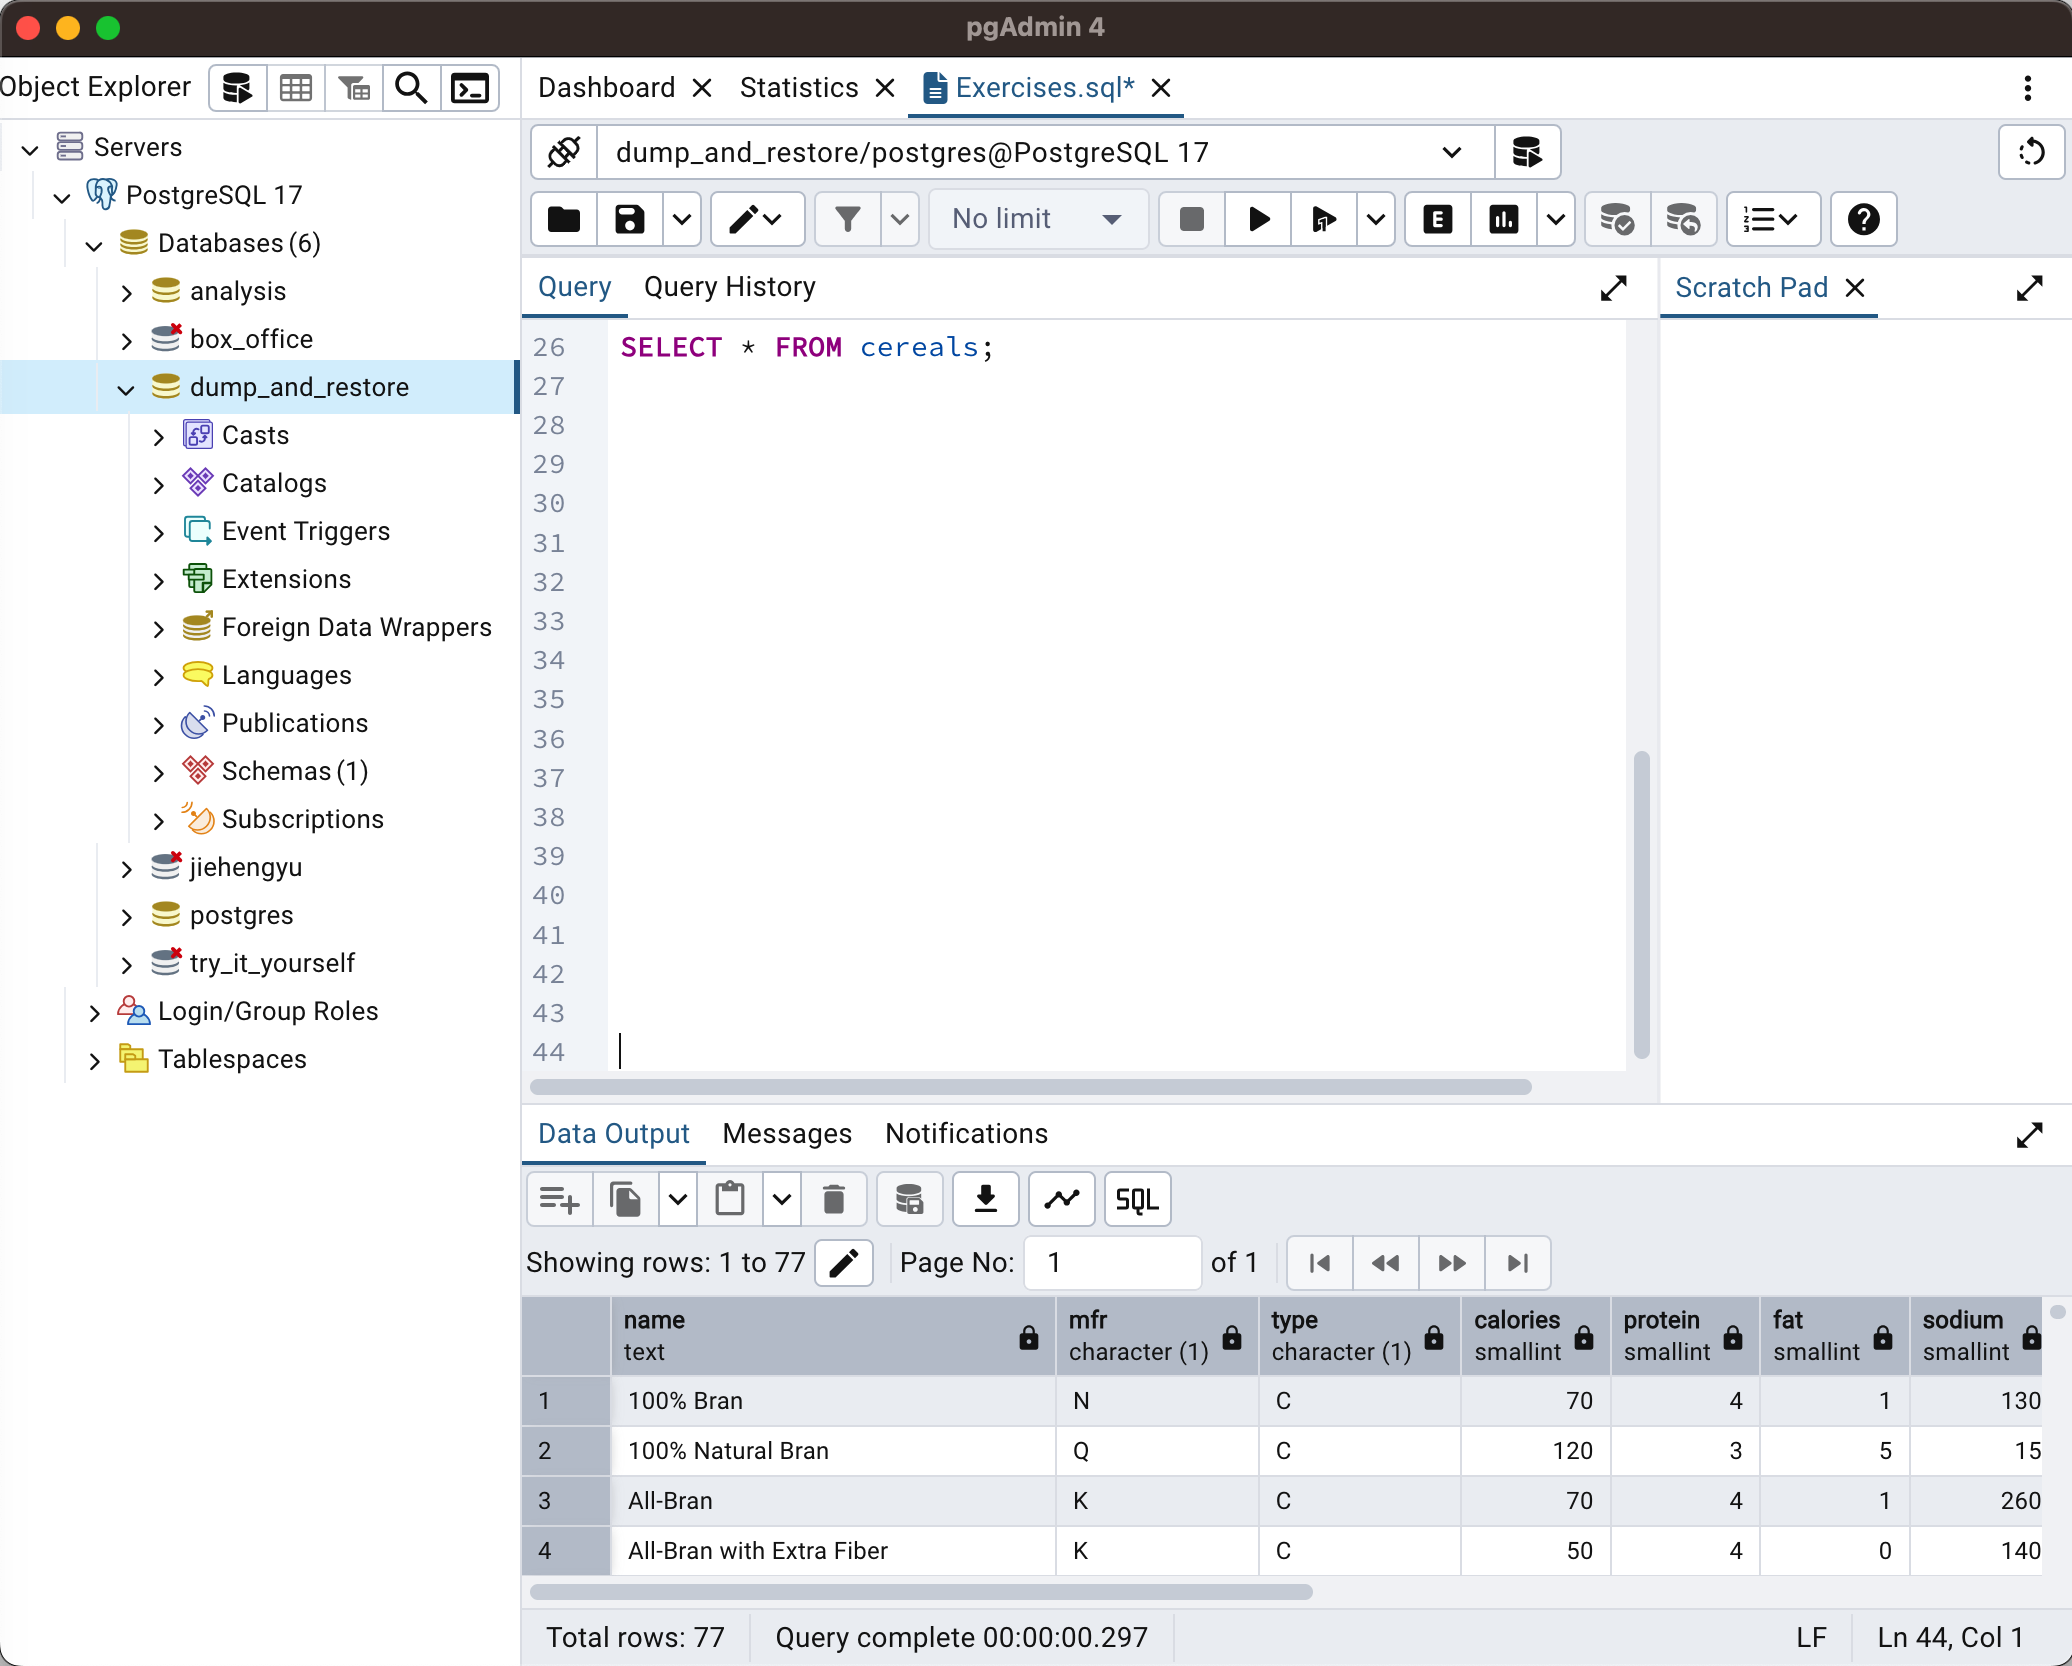 pgAdmin 4
Object Explorer
Dashboard
Statistics
Exercises.sql*
Servers
PostgreSQL 17
Databases (6)
analysis
box_office
dump_and_restore
Casts
Catalogs
Event Triggers
Extensions
Foreign Data Wrappers
Languages
Publications
Schemas (1)
Subscriptions
jiehengyu
postgres
try_it_yourself
Login/Group Roles
Tablespaces
dump_and_restore/postgres@PostgreSQL 17
No limit
E
Query
Query History
Scratch Pad
26 SELECT * FROM cereals;
27
28
29
30
31
32
33
34
35
36
37
38
39
40
41
42
43
44
Data Output
Messages
Notifications
SQL
Showing rows: 1 to 77
Page No: 1 of 1
name mfr type calories protein fat sodium
text character (1) character (1) smallint smallint smallint smallint
1 100% Bran N C 70 4 1 130
2 100% Natural Bran Q C 120 3 5 15
3 All-Bran K C 70 4 1 260
4 All-Bran with Extra Fiber K C 50 4 0 140
Total rows: 77
Query complete 00:00:00.297
LF
Ln 44, Col 1